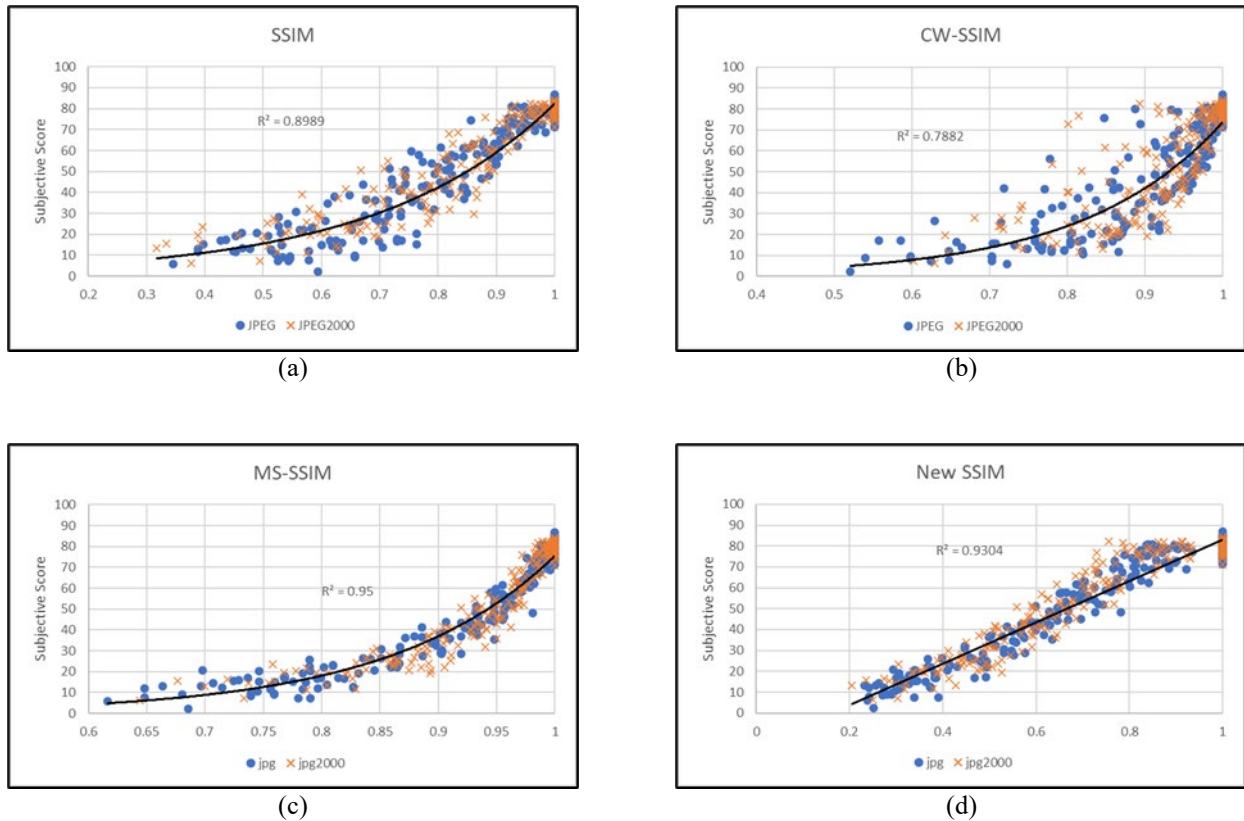 SSIM
100
90
80
70
60
50
40
30
20
10
0
Subjective Score
R² = 0.8989
0.2 0.3 0.4 0.5 0.6 0.7 0.8 0.9 1
JPEG JPEG2000
(a)
CW-SSIM
100
90
80
70
60
50
40
30
20
10
0
Subjective Score
R² = 0.7882
0.4 0.5 0.6 0.7 0.8 0.9 1
JPEG JPEG2000
(b)
MS-SSIM
100
90
80
70
60
50
40
30
20
10
0
Subjective Score
R² = 0.95
0.6 0.65 0.7 0.75 0.8 0.85 0.9 0.95 1
jpg jpg2000
(c)
New SSIM
100
90
80
70
60
50
40
30
20
10
0
Subjective Score
R² = 0.9304
0 0.2 0.4 0.6 0.8 1
jpg jpg2000
(d)